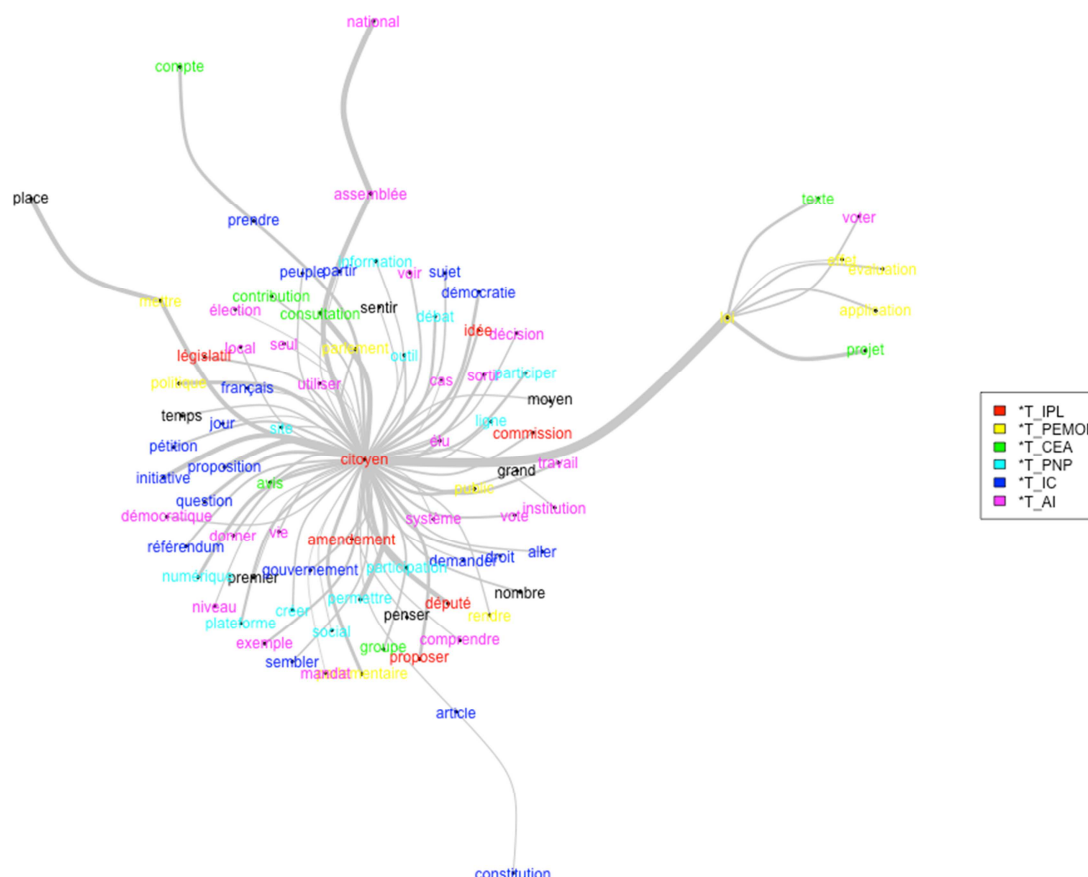 national
compte
place
assemblée
texte
voter
prendre
information
peuple
partir
voir
sujet
effet
évaluation
démocratie
contribution
mettre
élection
consultation
sentir
débat
application
loi
idée
décision
local
seul
parlement
projet
législatif
outil
politique
français
utiliser
cas
sortir
participer
moyen
temps
jour
site
ligne
commission
pétition
élu
citoyen
proposition
grand
travail
initiative
avis
public
question
institution
démocratique
système
vote
donner
vie
amendement
référendum
demander
droit
aller
numérique
premier
gouvernement
participation
nombre
niveau
créer
permettre
penser
député
rendre
plateforme
social
exemple
groupe
comprendre
sembler
proposer
mandat
article
constitution
*T_IPL
*T_PEMOI
*T_CEA
*T_PNP
*T_IC
*T_AI